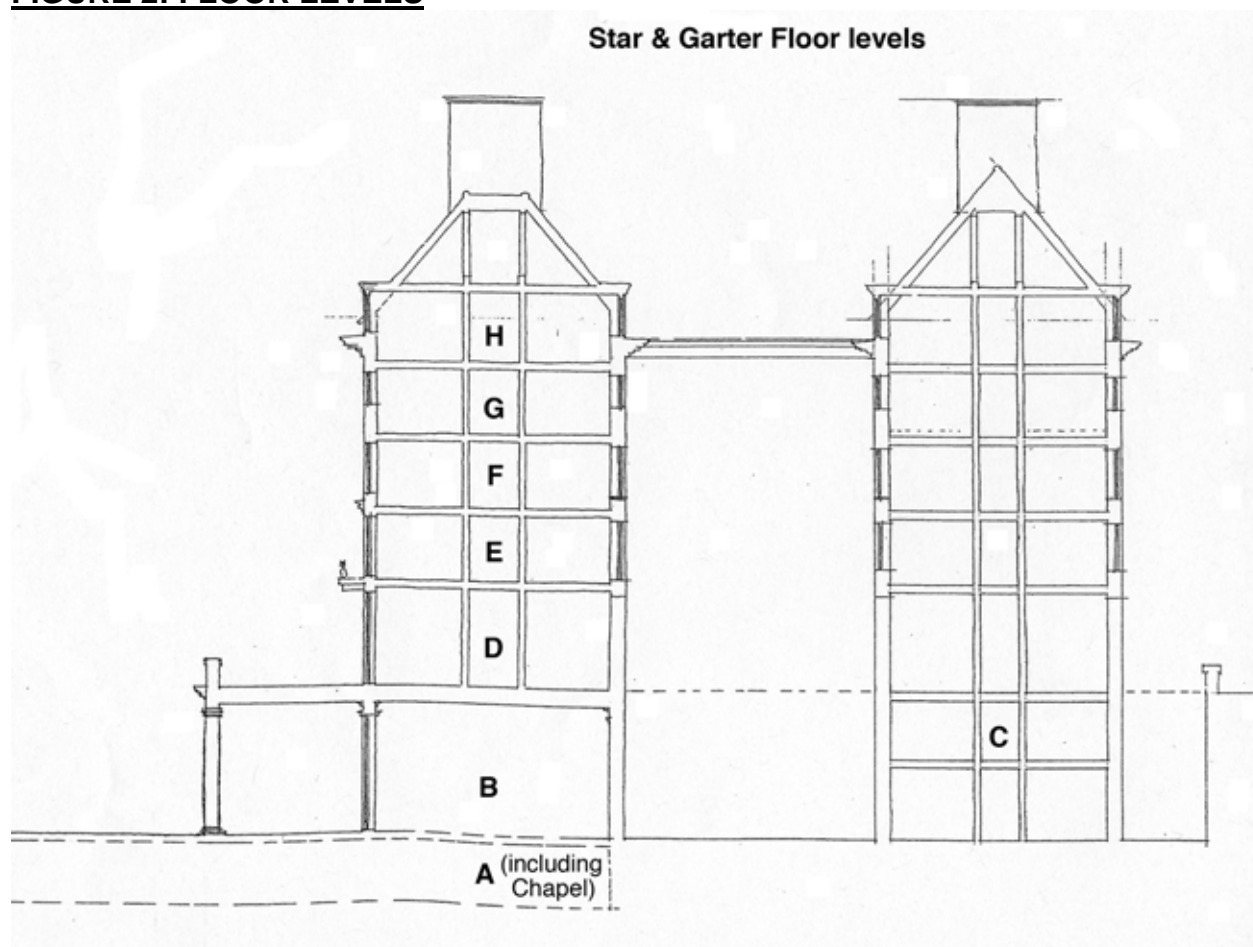 FIGURE 2: FLOOR LEVELS
Star & Garter Floor levels
H
G
F
E
D
C
B
A (including
Chapel)